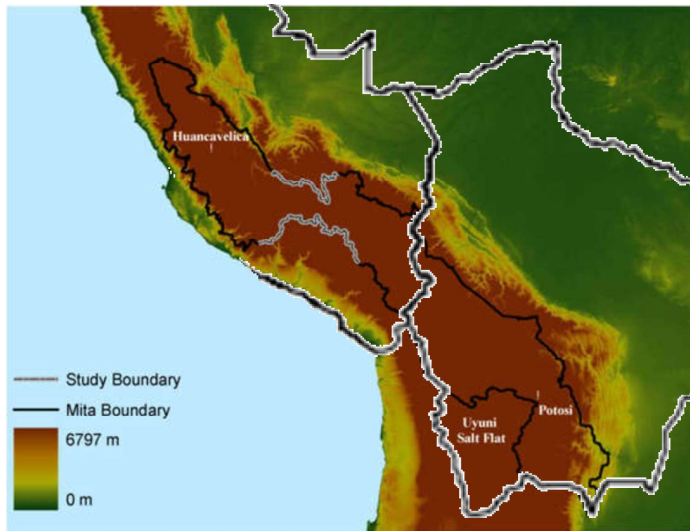 Huancavelica
Study Boundary
Mita Boundary
6797 m
0 m
Potosi
Uyuni
Salt Flat